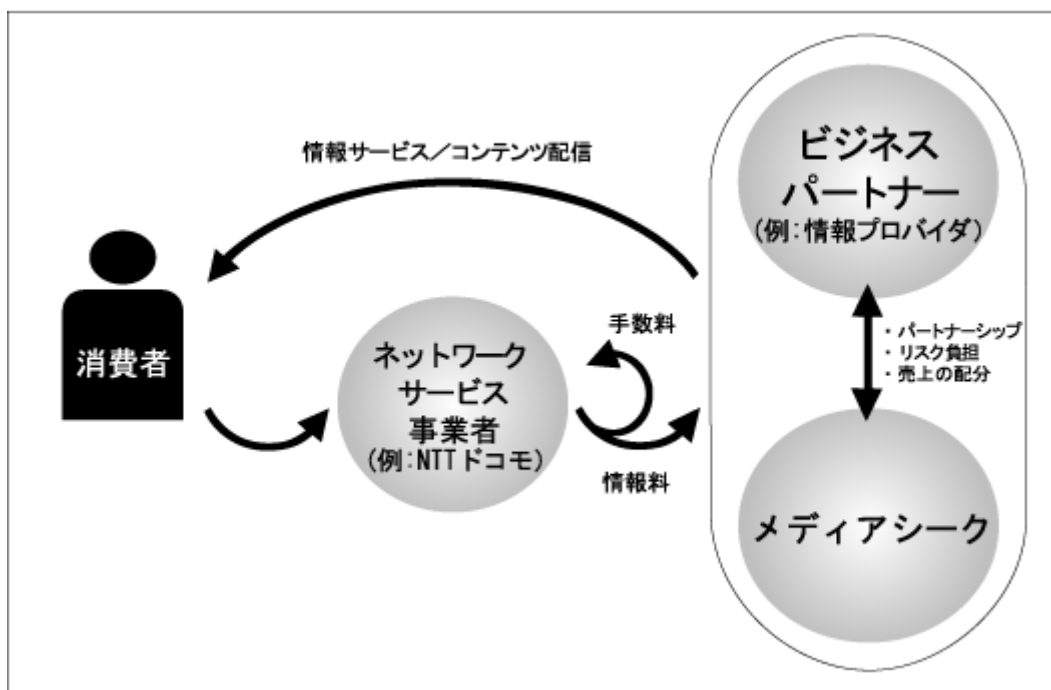 情報サービス／コンテンツ配信
消費者
ネットワーク
サービス
事業者
（例：NTTドコモ）
手数料
情報料
ビジネス
パートナー
（例：情報プロバイダ）
・パートナーシップ
・リスク負担
・売上の配分
メディアシーク